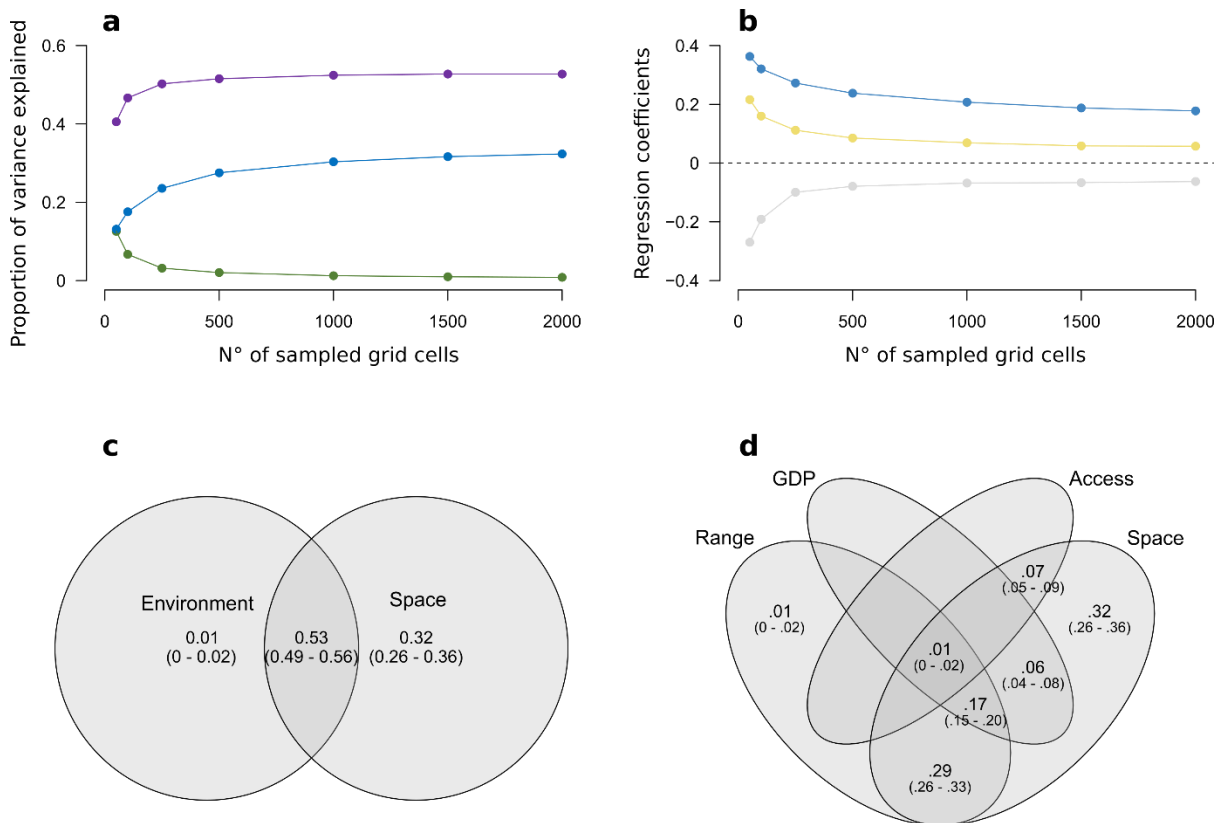 a
Proportion of variance explained
0.6
0.4
0.2
0
0
500
1000
1500
2000
N° of sampled grid cells
b
Regression coefficients
0.4
0.2
0
−0.2
−0.4
0
500
1000
1500
2000
N° of sampled grid cells
c
Environment
0.01
(0 - 0.02)
0.53
(0.49 - 0.56)
Space
0.32
(0.26 - 0.36)
d
GDP
Access
Range
Space
.07
(.05 - .09)
.01
(0 - .02)
.32
(.26 - .36)
.01
(0 - .02)
.06
(.04 - .08)
.17
(.15 - .20)
.29
(.26 - .33)